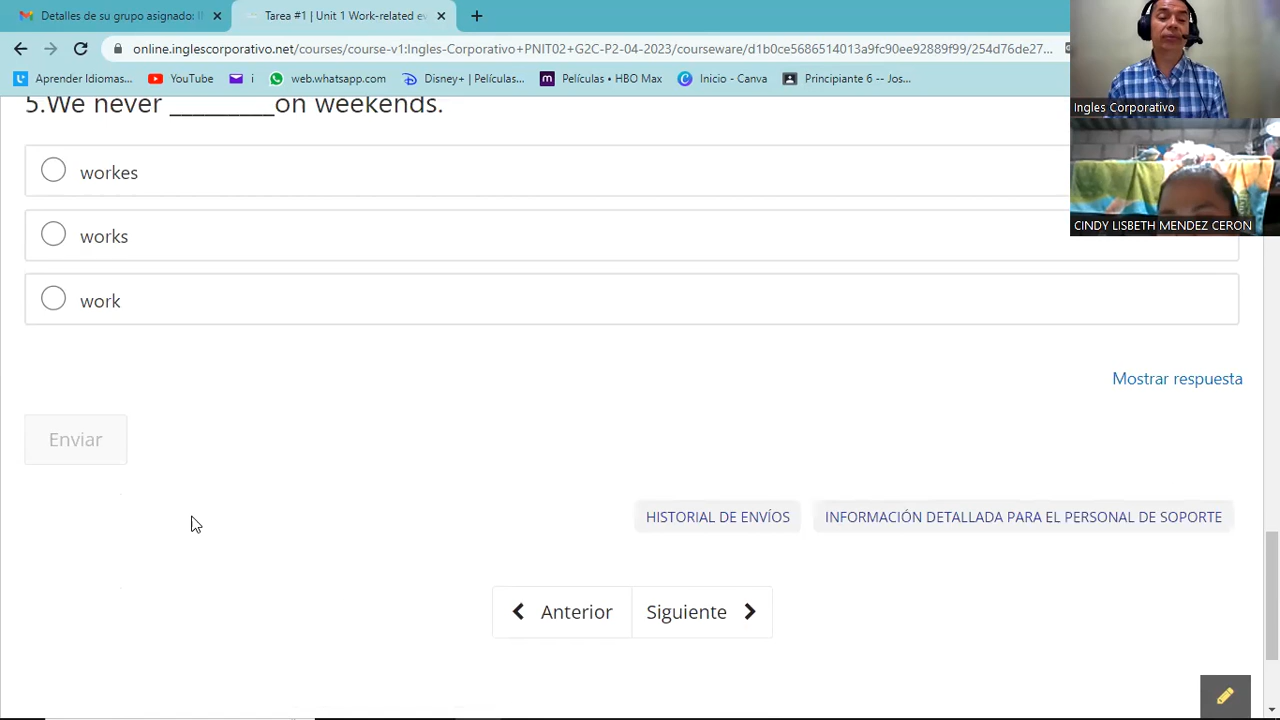 Detalles de su grupo asignado: I
Tarea #1 | Unit 1 Work-related e
online.inglescorporativo.net/courses/course-v1:Ingles-Corporativo+PNIT02+G2C-P2-04-2023/courseware/d1b0ce5686514013a9fc90ee92889f99/254d76de27...
Aprender Idiomas...
YouTube
i
web.whatsapp.com
Disney+ | Películas...
Películas • HBO Max
Inicio - Canva
Principiante 6 -- Jos...
Ingles Corporativo
CINDY LISBETH MENDEZ CERON
5.We never _________on weekends.
workes
works
work
Mostrar respuesta
Enviar
HISTORIAL DE ENVÍOS
INFORMACIÓN DETALLADA PARA EL PERSONAL DE SOPORTE
Anterior
Siguiente